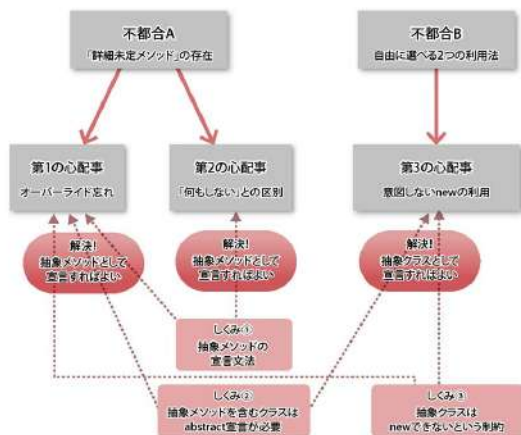 不都合A
「詳細未定メソッド」の存在
不都合B
自由に選べる2つの利用法
第1の心配事
オーバーライド忘れ
第2の心配事
「何もしない」との区別
第3の心配事
意図しないnewの利用
解決!
抽象メソッドとして
宣言すればよい
解決!
抽象メソッドとして
宣言すればよい
解決!
抽象クラスとして
宣言すればよい
しくみ①
抽象メソッドの
宣言文法
しくみ②
抽象メソッドを含むクラスは
abstract宣言が必要
しくみ③
抽象クラスは
newできないという制約